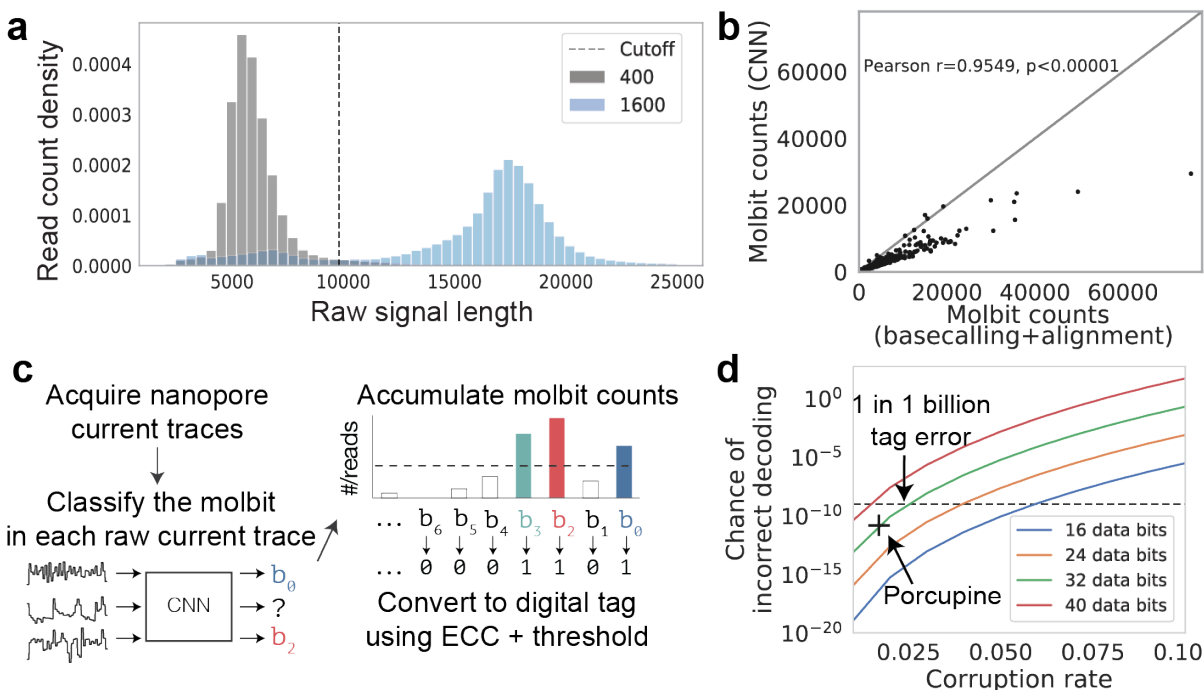 a
Read count density
0.0004
0.0003
0.0002
0.0001
0.0000
Cutoff
400
1600
5000 10000 15000 20000 25000
Raw signal length
b
Molbit counts (CNN)
60000
40000
20000
0
Pearson r=0.9549, p<0.00001
0 20000 40000 60000
Molbit counts
(basecalling+alignment)
c
Acquire nanopore
current traces
Classify the molbit
in each raw current trace
CNN
b0
?
b2
Accumulate molbit counts
#/reads
... b6 b5 b4 b3 b2 b1 b0
... 0 0 0 1 1 0 1
Convert to digital tag
using ECC + threshold
d
Chance of
incorrect decoding
10^0
10^-5
10^-10
10^-15
10^-20
1 in 1 billion
tag error
Porcupine
16 data bits
24 data bits
32 data bits
40 data bits
0.025 0.050 0.075 0.100
Corruption rate